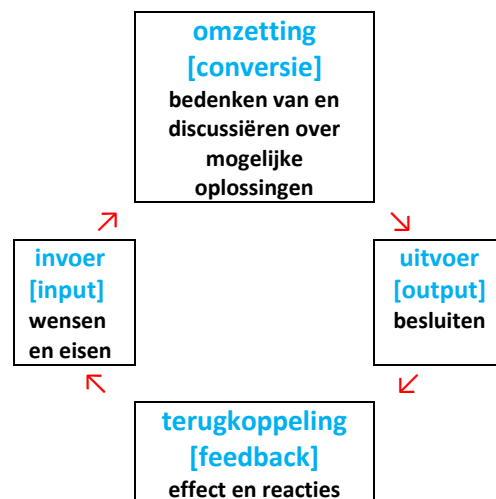 omzetting
[conversie]
bedenken van en
discussiëren over
mogelijke
oplossingen
invoer
[input]
wensen
en eisen
uitvoer
[output]
besluiten
terugkoppeling
[feedback]
effect en reacties